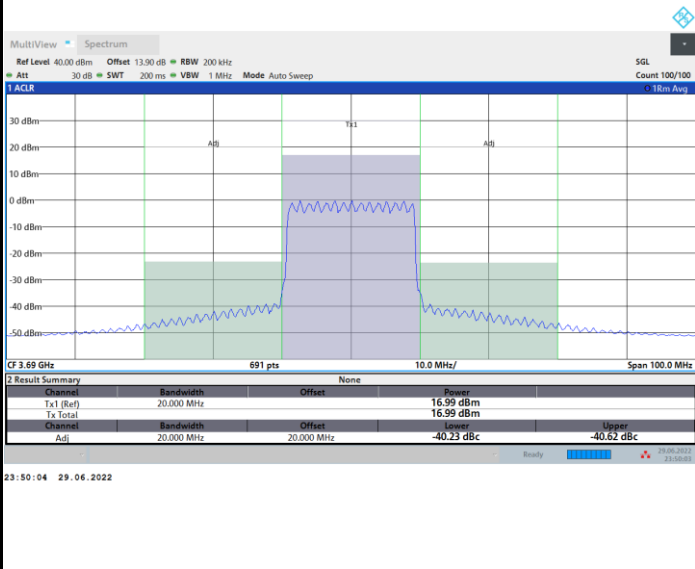 MultiView Spectrum
Ref Level 40.00 dBm Offset 13.90 dB RBW 200 kHz SGL
Att 30 dB SWT 200 ms VBW 1 MHz Mode Auto Sweep Count 100/100
1 ACLR 1Rm Avg
30 dBm
Tx1
20 dBm Adj Adj
10 dBm
0 dBm
-10 dBm
-20 dBm
-30 dBm
-40 dBm
-50 dBm
CF 3.69 GHz 691 pts 10.0 MHz/ Span 100.0 MHz
2 Result Summary None
Channel Bandwidth Offset Power
Tx1 (Ref) 20.000 MHz 16.99 dBm
Tx Total 16.99 dBm
Channel Bandwidth Offset Lower Upper
Adj 20.000 MHz 20.000 MHz -40.23 dBc -40.62 dBc
Ready 29.06.2022
23:50:03
23:50:04 29.06.2022